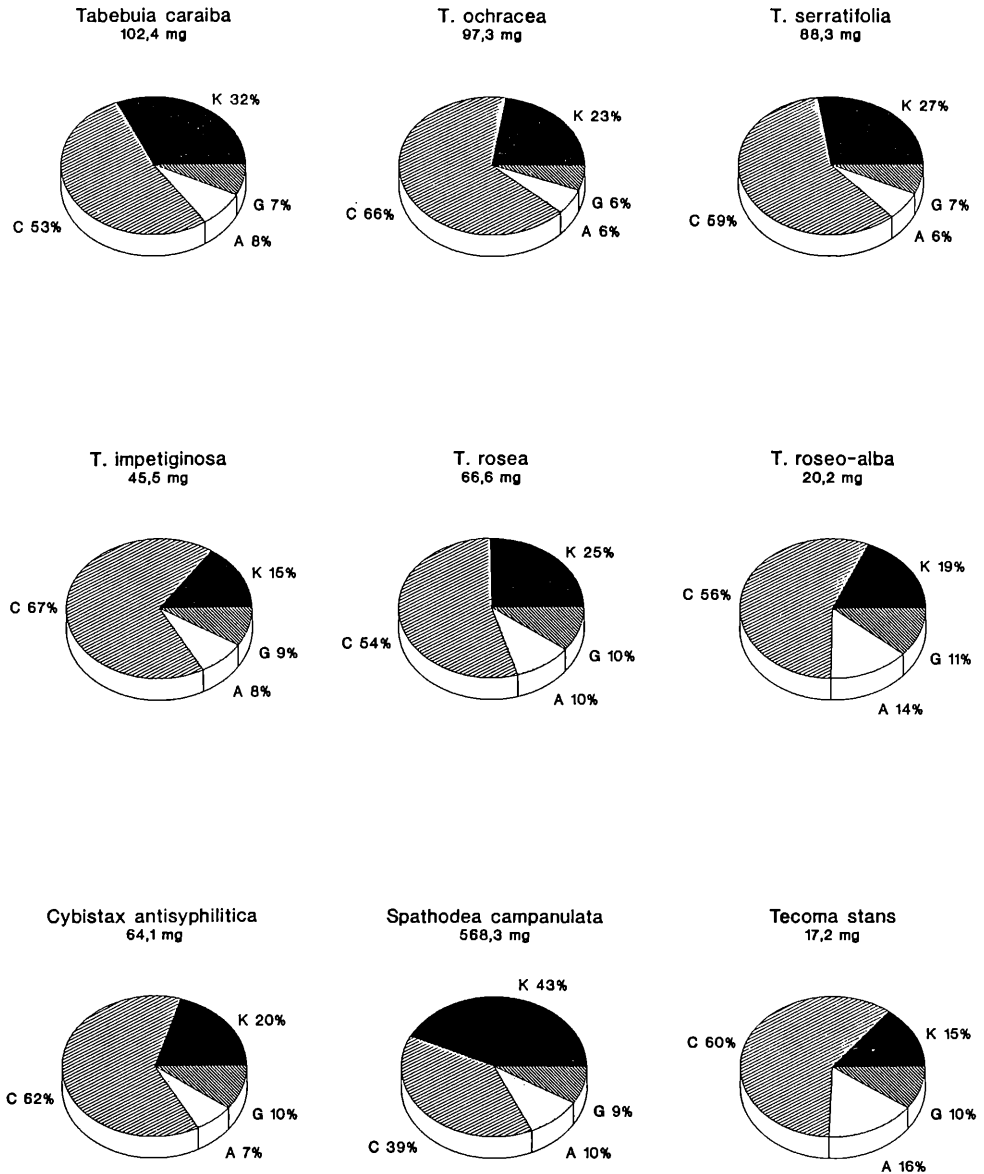 Tabebuia caraiba
102,4 mg
K 32%
G 7%
A 8%
C 53%
T. ochracea
97,3 mg
K 23%
G 6%
A 6%
C 66%
T. serratifolia
88,3 mg
K 27%
G 7%
A 6%
C 59%
T. impetiginosa
45,5 mg
K 15%
G 9%
A 8%
C 67%
T. rosea
66,6 mg
K 25%
G 10%
A 10%
C 54%
T. roseo-alba
20,2 mg
K 19%
G 11%
A 14%
C 56%
Cybistax antisyphilitica
64,1 mg
K 20%
G 10%
A 7%
C 62%
Spathodea campanulata
568,3 mg
K 43%
G 9%
A 10%
C 39%
Tecoma stans
17,2 mg
K 15%
G 10%
A 16%
C 60%